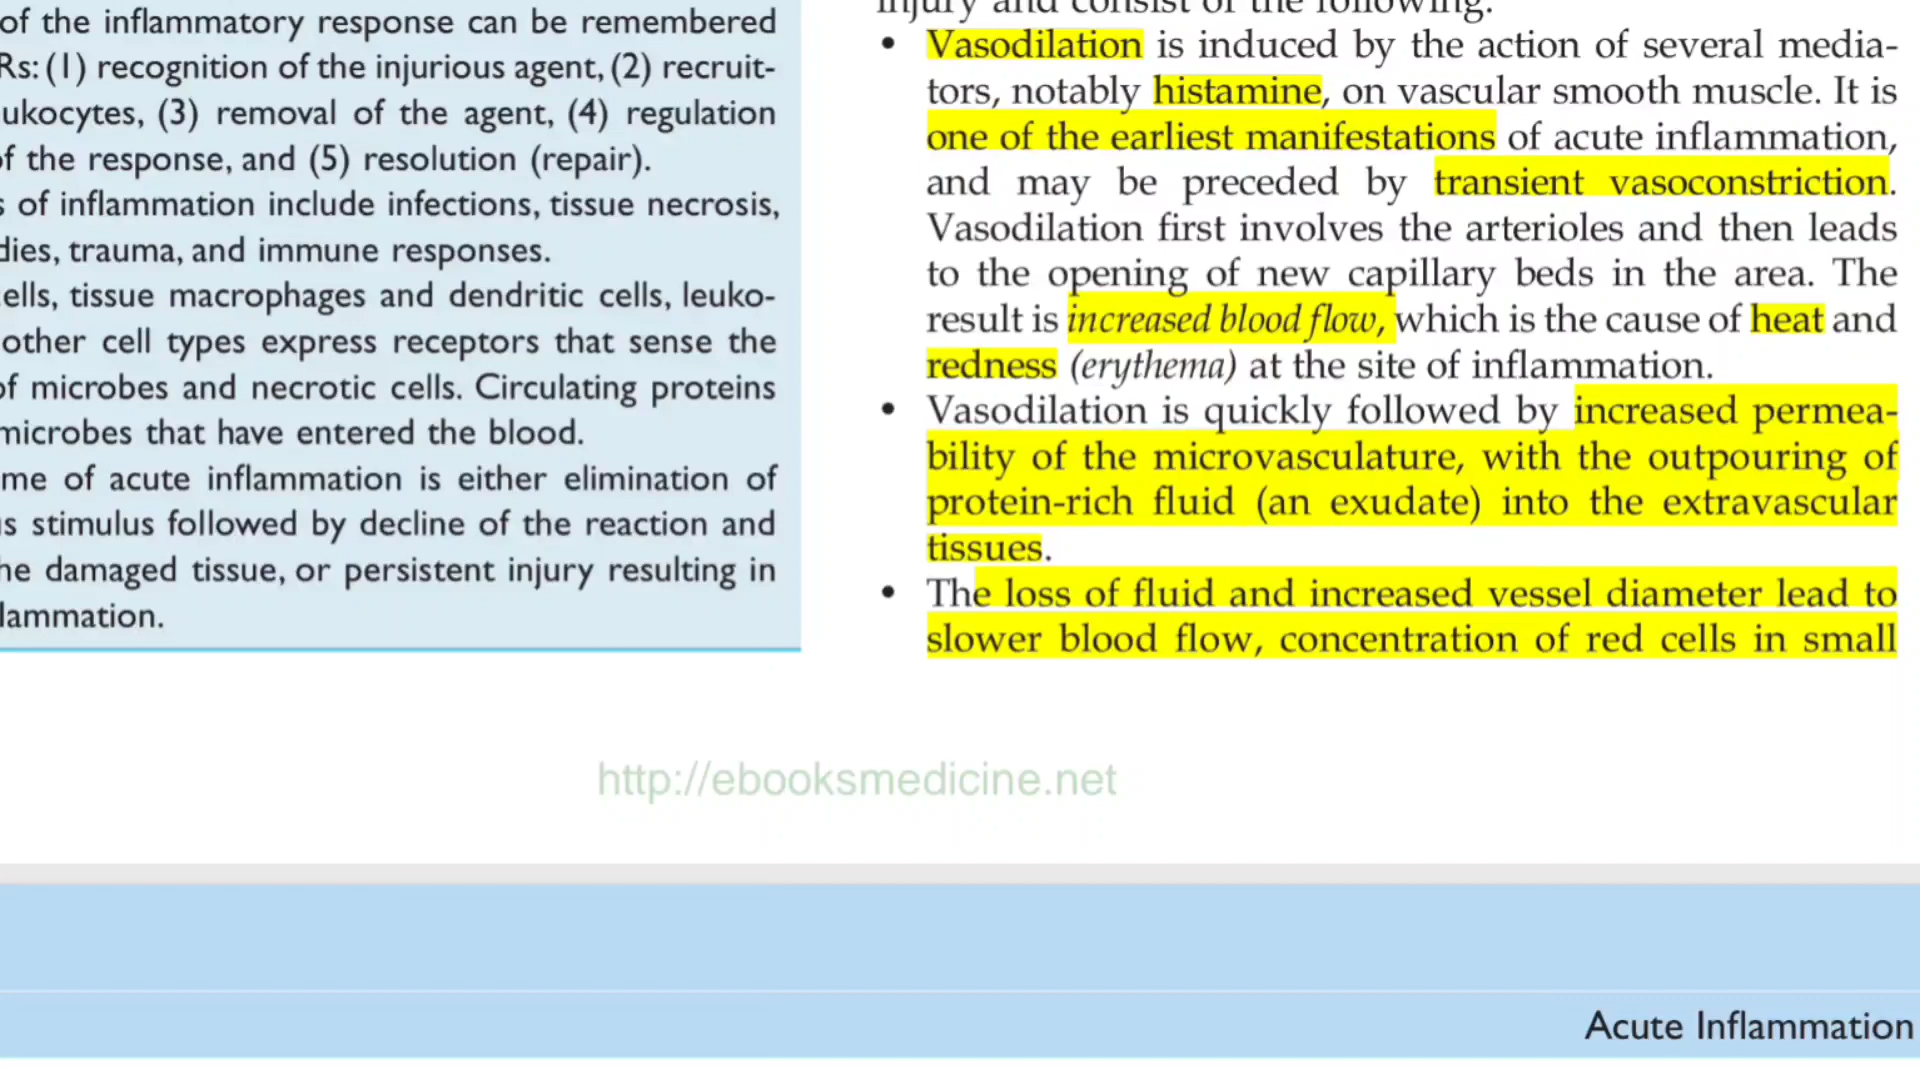 of the inflammatory response can be remembered
Rs: (1) recognition of the injurious agent, (2) recruit-
ukocytes, (3) removal of the agent, (4) regulation
f the response, and (5) resolution (repair).
s of inflammation include infections, tissue necrosis,
dies, trauma, and immune responses.
ells, tissue macrophages and dendritic cells, leuko-
other cell types express receptors that sense the
of microbes and necrotic cells. Circulating proteins
microbes that have entered the blood.
me of acute inflammation is either elimination of
s stimulus followed by decline of the reaction and
he damaged tissue, or persistent injury resulting in
lammation.
injury and consist of the following:
• Vasodilation is induced by the action of several media-
tors, notably histamine, on vascular smooth muscle. It is
one of the earliest manifestations of acute inflammation,
and may be preceded by transient vasoconstriction.
Vasodilation first involves the arterioles and then leads
to the opening of new capillary beds in the area. The
result is increased blood flow, which is the cause of heat and
redness (erythema) at the site of inflammation.
• Vasodilation is quickly followed by increased permea-
bility of the microvasculature, with the outpouring of
protein-rich fluid (an exudate) into the extravascular
tissues.
• The loss of fluid and increased vessel diameter lead to
slower blood flow, concentration of red cells in small
http://ebooksmedicine.net
Acute Inflammation